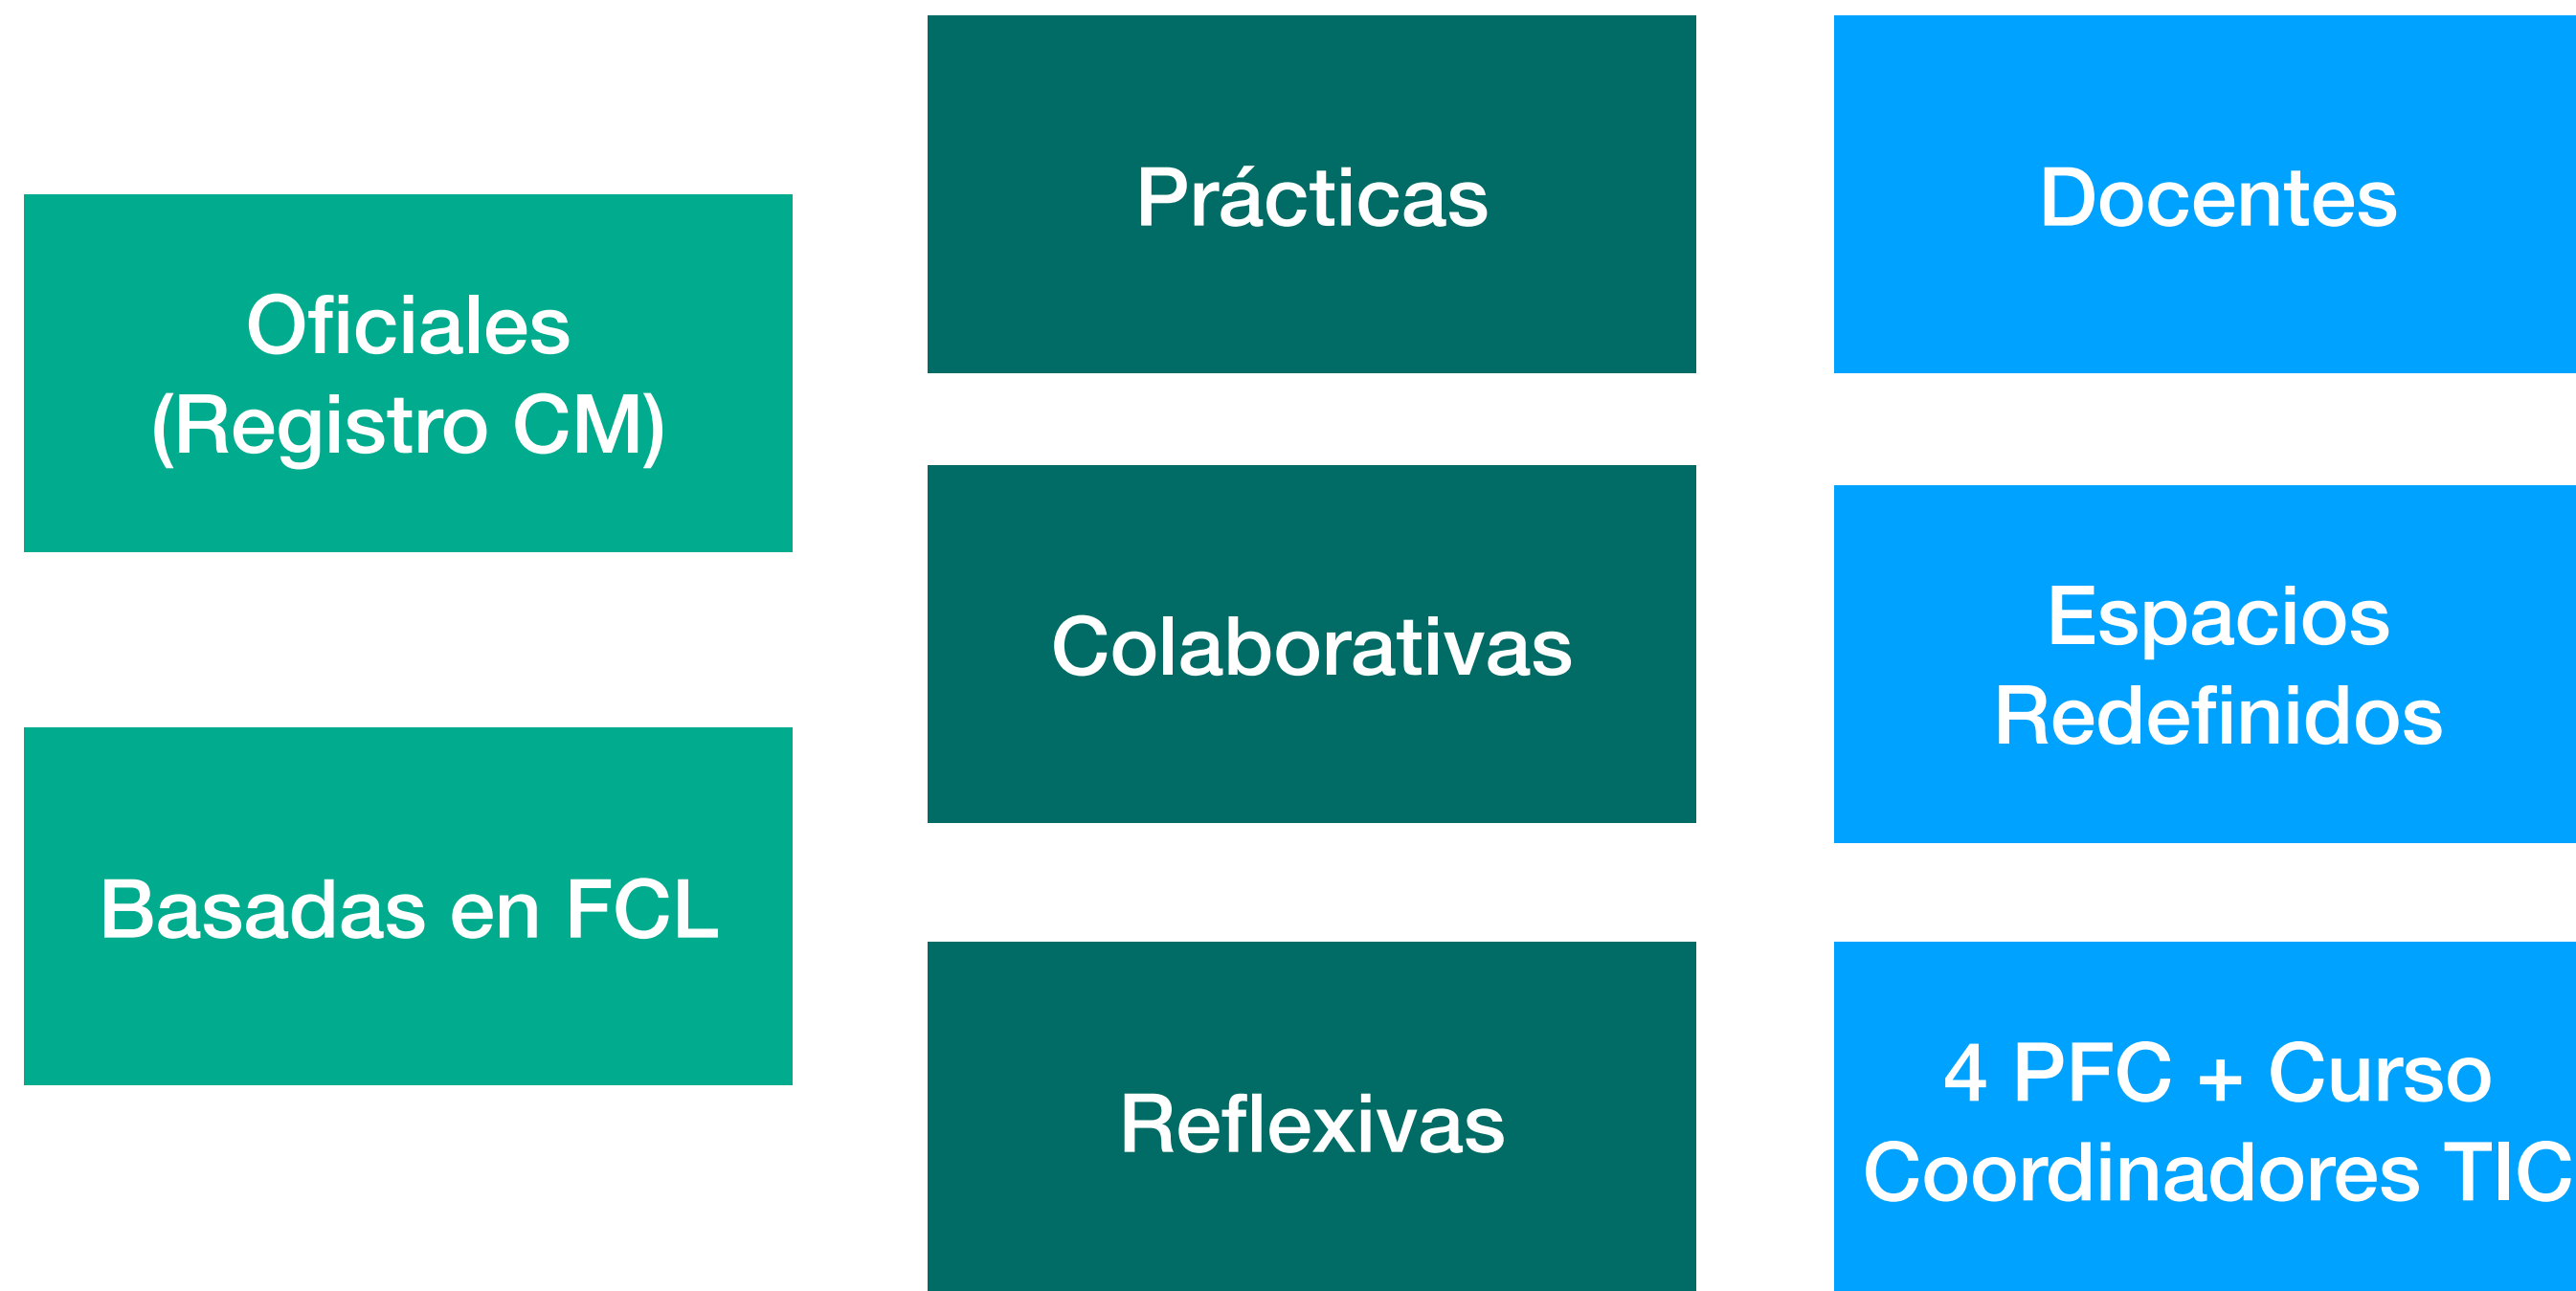 Oficiales
(Registro CM)
Basadas en FCL
Prácticas
Colaborativas
Reflexivas
Docentes
Espacios
Redefinidos
4 PFC + Curso
Coordinadores TIC